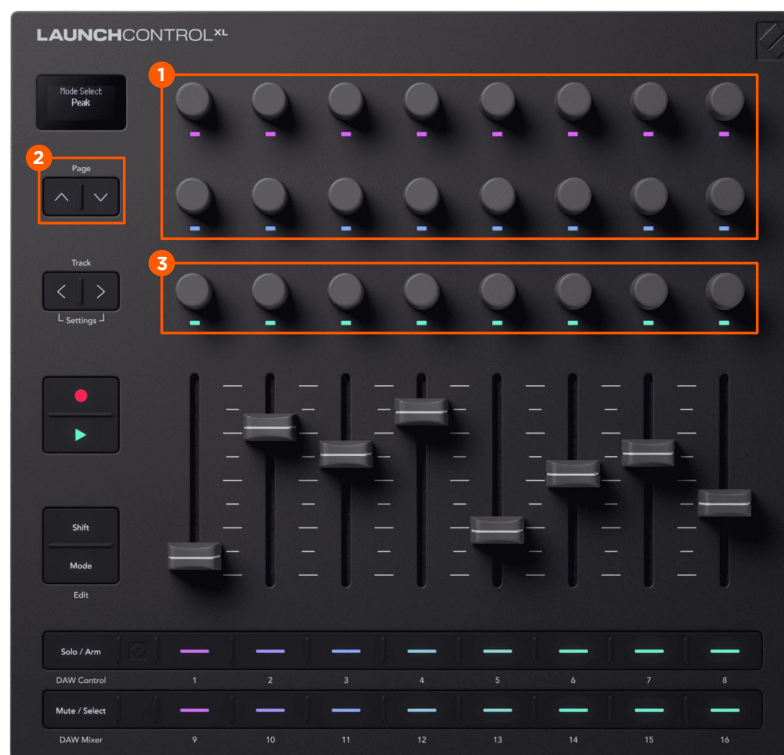 LAUNCHCONTROL XL
1
Mode Select
Peak
2
Page
3
Track
Settings
Shift
Mode
Edit
Solo / Arm
DAW Control 1 2 3 4 5 6 7 8
Mute / Select
DAW Mixer 9 10 11 12 13 14 15 16